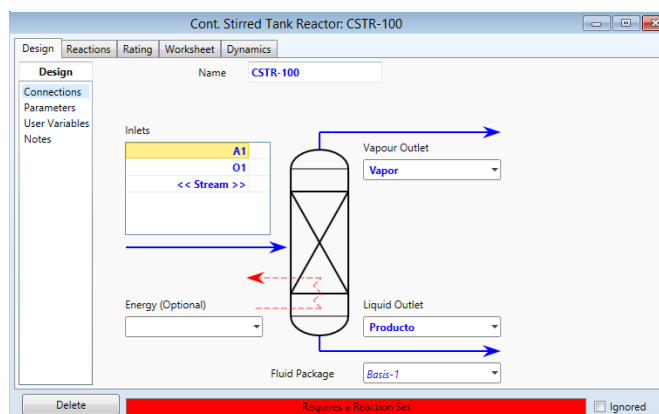 Cont. Stirred Tank Reactor: CSTR-100
Design Reactions Rating Worksheet Dynamics
Design
Connections
Parameters
User Variables
Notes
Name CSTR-100
Inlets
A1
O1
<< Stream >>
Vapour Outlet
Vapor
Energy (Optional)
Liquid Outlet
Producto
Fluid Package Basis-1
Delete Requires a Reaction Set Ignored